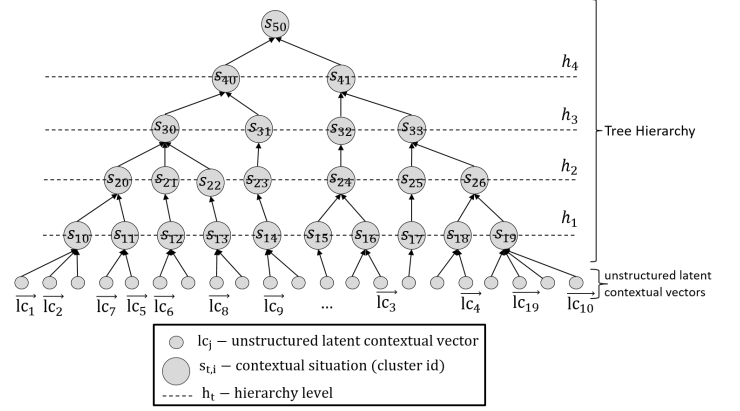 s₅₀
h₄
s₄₀ s₄₁
h₃
s₃₀ s₃₁ s₃₂ s₃₃
Tree Hierarchy
h₂
s₂₀ s₂₁ s₂₂ s₂₃ s₂₄ s₂₅ s₂₆
h₁
s₁₀ s₁₁ s₁₂ s₁₃ s₁₄ s₁₅ s₁₆ s₁₇ s₁₈ s₁₉
unstructured latent
contextual vectors
lc₁ lc₂ lc₇ lc₅ lc₆ lc₈ lc₉ ... lc₃ lc₄ lc₁₉ lc₁₀
lcⱼ – unstructured latent contextual vector
s_{t,i} – contextual situation (cluster id)
hₜ – hierarchy level